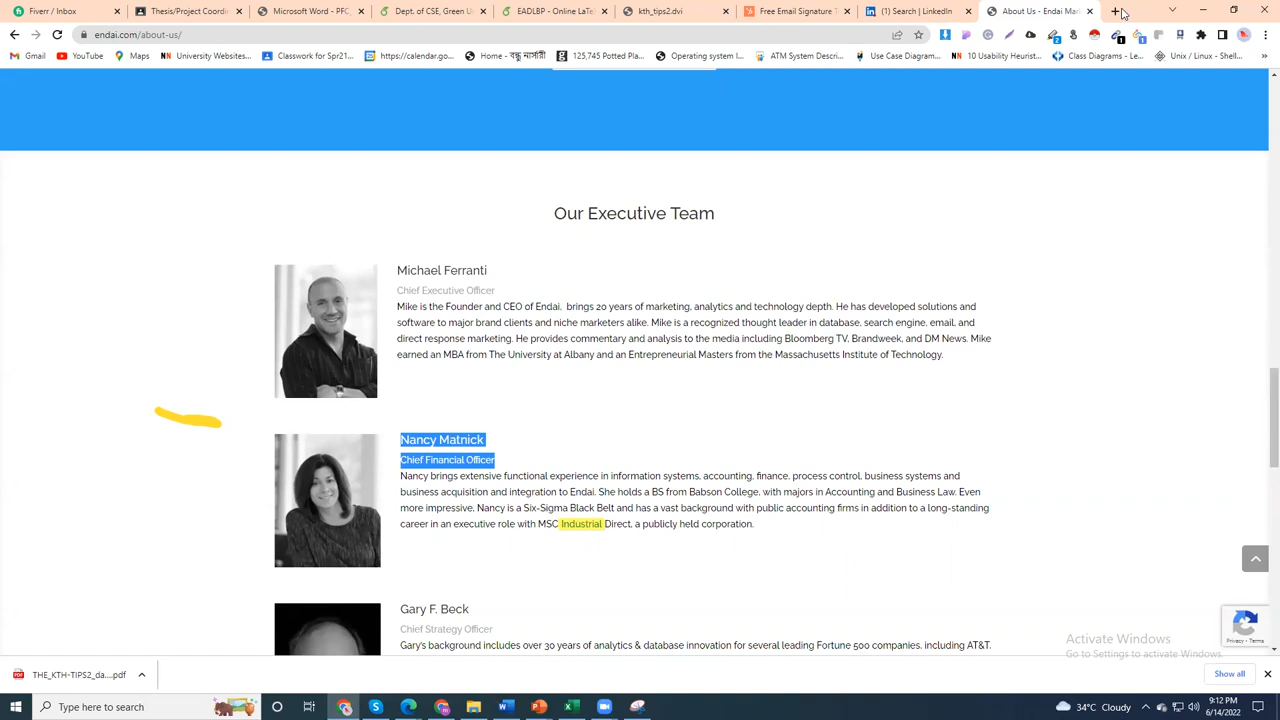 Fiverr / Inbox
Thesis/Project Coordin
Microsoft Word - PFC_
Dept. of CSE, Green U
EADLBP - Online LaTe
kth_tips2.dvi
Free Email Signature T
(1) Search | LinkedIn
About Us - Endai Mar
endai.com/about-us/
Gmail
YouTube
Maps
University Websites...
Classwork for Spr21...
https://calendar.go...
Home - বন্ধু নার্সারী
125,745 Potted Pla...
Operating system I...
ATM System Descri...
Use Case Diagram...
10 Usability Heurist...
Class Diagrams - Le...
Unix / Linux - Shell...
Our Executive Team
Michael Ferranti
Chief Executive Officer
Mike is the Founder and CEO of Endai, brings 20 years of marketing, analytics and technology depth. He has developed solutions and
software to major brand clients and niche marketers alike. Mike is a recognized thought leader in database, search engine, email, and
direct response marketing. He provides commentary and analysis to the media including Bloomberg TV, Brandweek, and DM News. Mike
earned an MBA from The University at Albany and an Entrepreneurial Masters from the Massachusetts Institute of Technology.
Nancy Matnick
Chief Financial Officer
Nancy brings extensive functional experience in information systems, accounting, finance, process control, business systems and
business acquisition and integration to Endai. She holds a BS from Babson College, with majors in Accounting and Business Law. Even
more impressive, Nancy is a Six-Sigma Black Belt and has a vast background with public accounting firms in addition to a long-standing
career in an executive role with MSC Industrial Direct, a publicly held corporation.
Gary F. Beck
Chief Strategy Officer
Gary's background includes over 30 years of analytics & database innovation for several leading Fortune 500 companies, including AT&T.
Privacy - Terms
Activate Windows
Go to Settings to activate Windows.
THE_KTH-TIPS2_da....pdf
Show all
Type here to search
34°C Cloudy
9:12 PM
6/14/2022